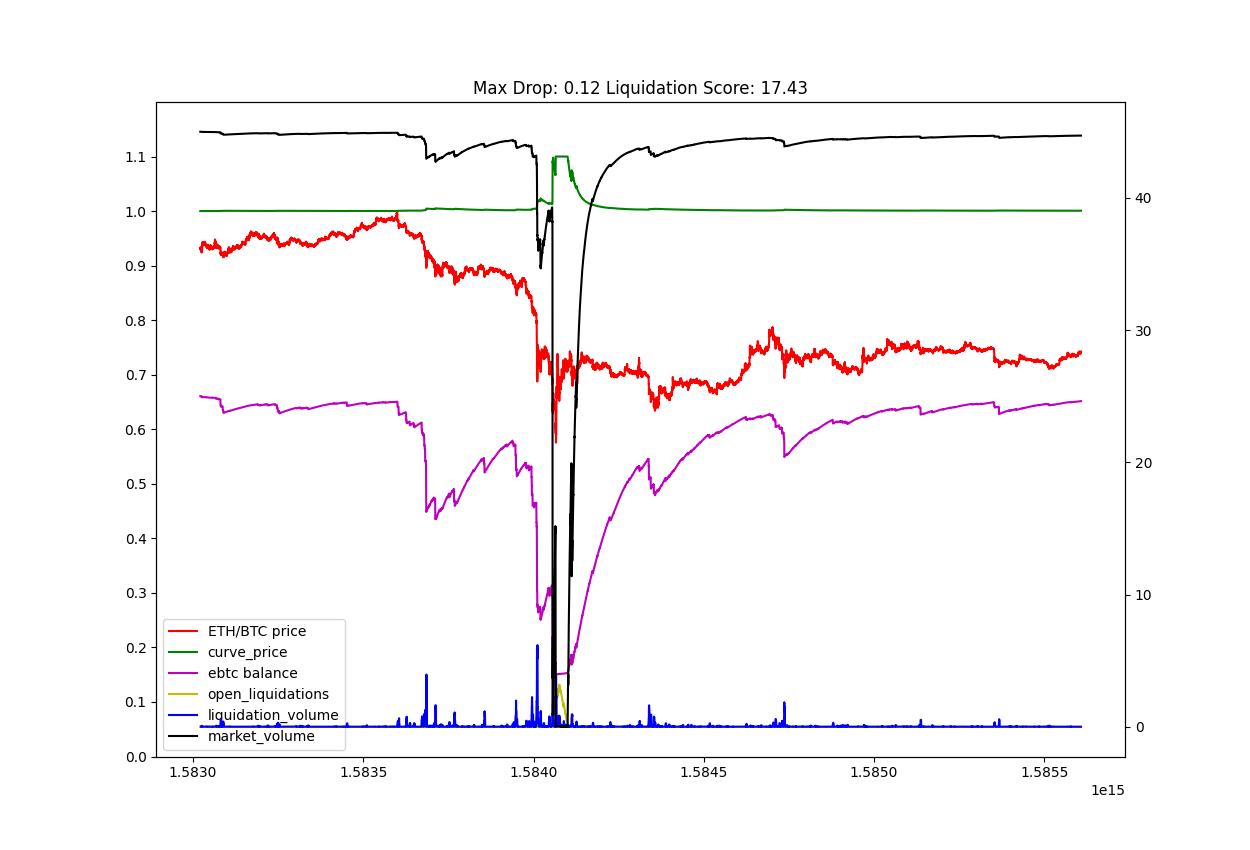 Max Drop: 0.12 Liquidation Score: 17.43
1.1
1.0
0.9
0.8
0.7
0.6
0.5
0.4
0.3
0.2
0.1
0.0
40
30
20
10
0
ETH/BTC price
curve_price
ebtc balance
open_liquidations
liquidation_volume
market_volume
1.5830 1.5835 1.5840 1.5845 1.5850 1.5855
1e15